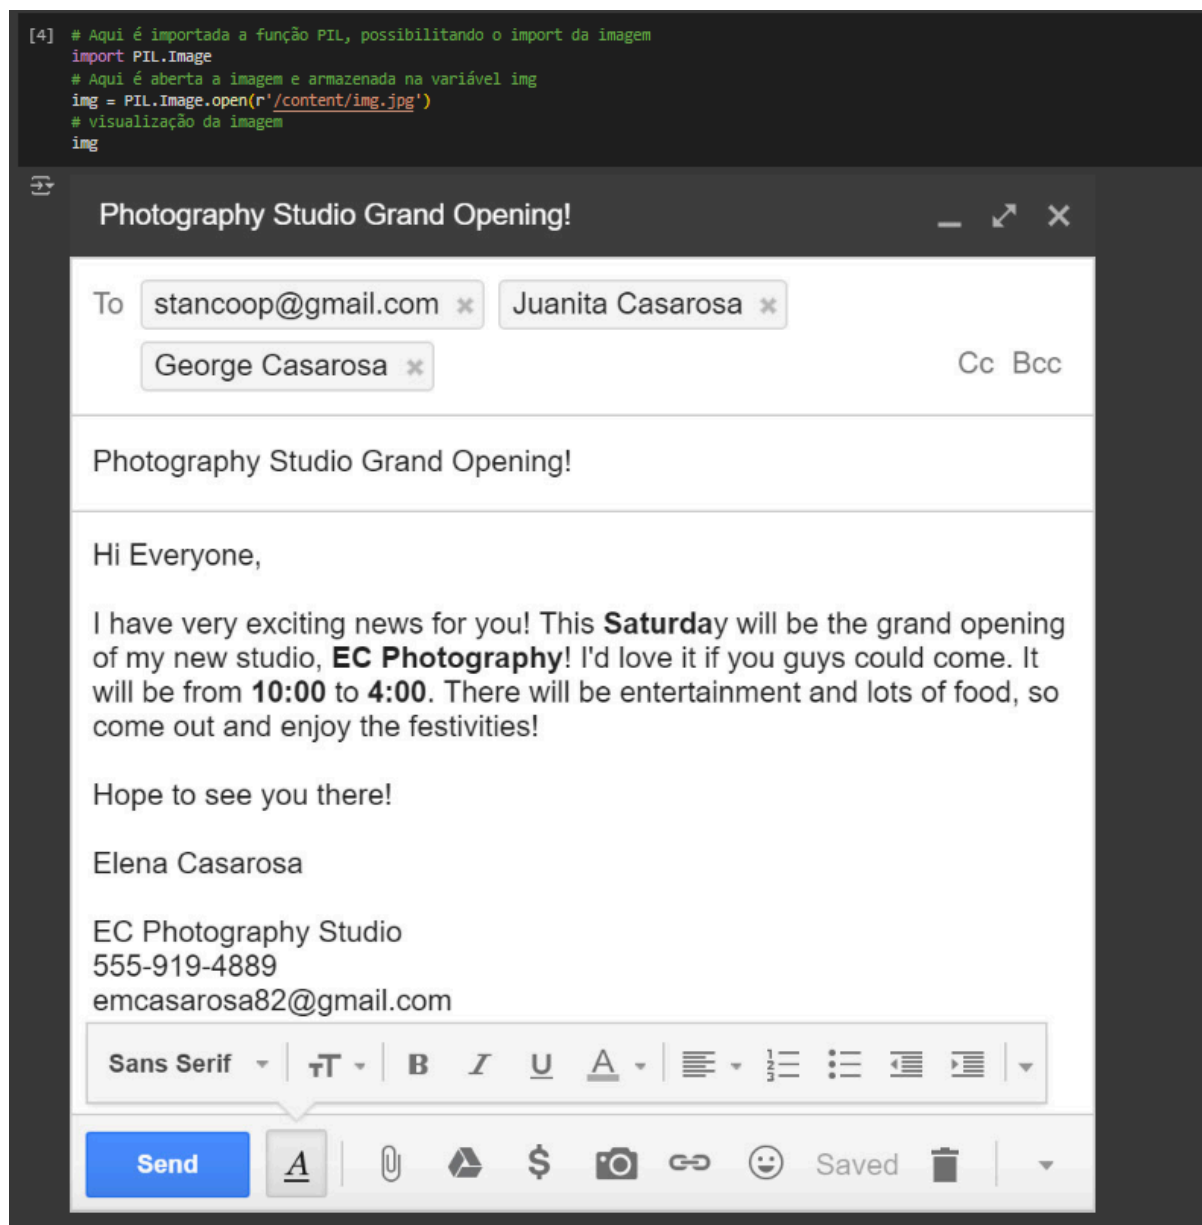 [4] # Aqui é importada a função PIL, possibilitando o import da imagem
import PIL.Image
# Aqui é aberta a imagem e armazenada na variável img
img = PIL.Image.open(r'/content/img.jpg')
# visualização da imagem
img
Photography Studio Grand Opening!
To stancoop@gmail.com Juanita Casarosa
George Casarosa Cc Bcc
Photography Studio Grand Opening!
Hi Everyone,
I have very exciting news for you! This Saturday will be the grand opening
of my new studio, EC Photography! I'd love it if you guys could come. It
will be from 10:00 to 4:00. There will be entertainment and lots of food, so
come out and enjoy the festivities!
Hope to see you there!
Elena Casarosa
EC Photography Studio
555-919-4889
emcasarosa82@gmail.com
Sans Serif TT B I U A
Send A $ Saved